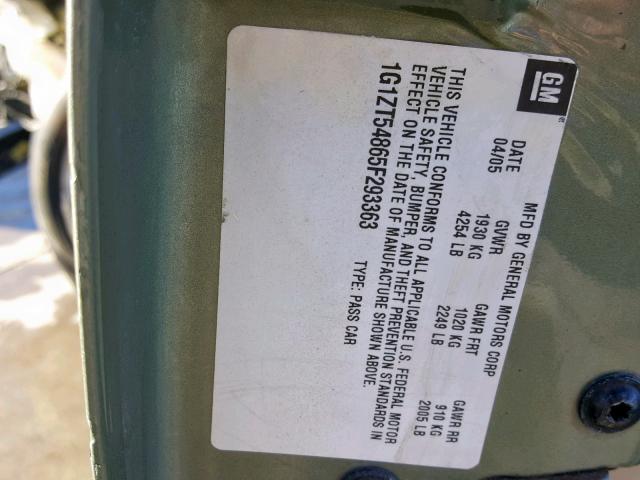 GM
MFD BY GENERAL MOTORS CORP
DATE GVWR GAWR FRT GAWR RR
04/05 1930 KG 1020 KG 910 KG
4254 LB 2249 LB 2005 LB
THIS VEHICLE CONFORMS TO ALL APPLICABLE U.S. FEDERAL MOTOR
VEHICLE SAFETY, BUMPER, AND THEFT PREVENTION STANDARDS IN
EFFECT ON THE DATE OF MANUFACTURE SHOWN ABOVE.
1G1ZT54865F293363 TYPE: PASS CAR